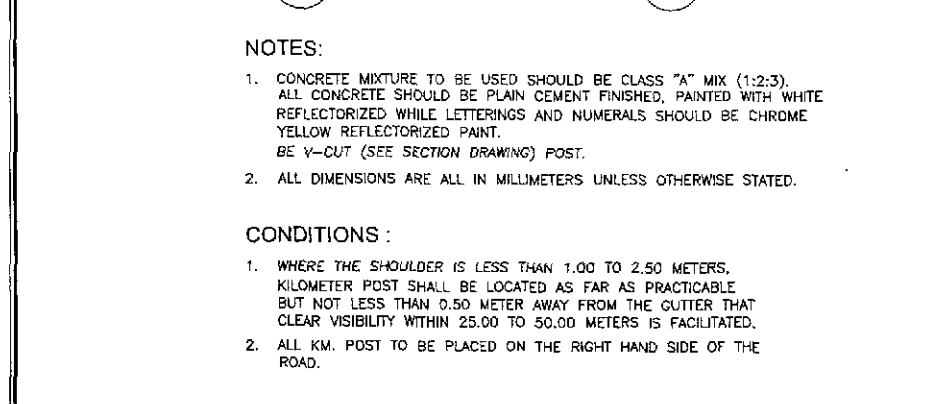 NOTES:
1. CONCRETE MIXTURE TO BE USED SHOULD BE CLASS "A" MIX (1:2:3).
ALL CONCRETE SHOULD BE PLAIN CEMENT FINISHED, PAINTED WITH WHITE
REFLECTORIZED WHILE LETTERINGS AND NUMERALS SHOULD BE CHROME
YELLOW REFLECTORIZED PAINT.
BE V-CUT (SEE SECTION DRAWING) POST.
2. ALL DIMENSIONS ARE ALL IN MILLIMETERS UNLESS OTHERWISE STATED.
CONDITIONS :
1. WHERE THE SHOULDER IS LESS THAN 1.00 TO 2.50 METERS,
KILOMETER POST SHALL BE LOCATED AS FAR AS PRACTICABLE
BUT NOT LESS THAN 0.50 METER AWAY FROM THE GUTTER THAT
CLEAR VISIBILITY WITHIN 25.00 TO 50.00 METERS IS FACILITATED.
2. ALL KM. POST TO BE PLACED ON THE RIGHT HAND SIDE OF THE
ROAD.